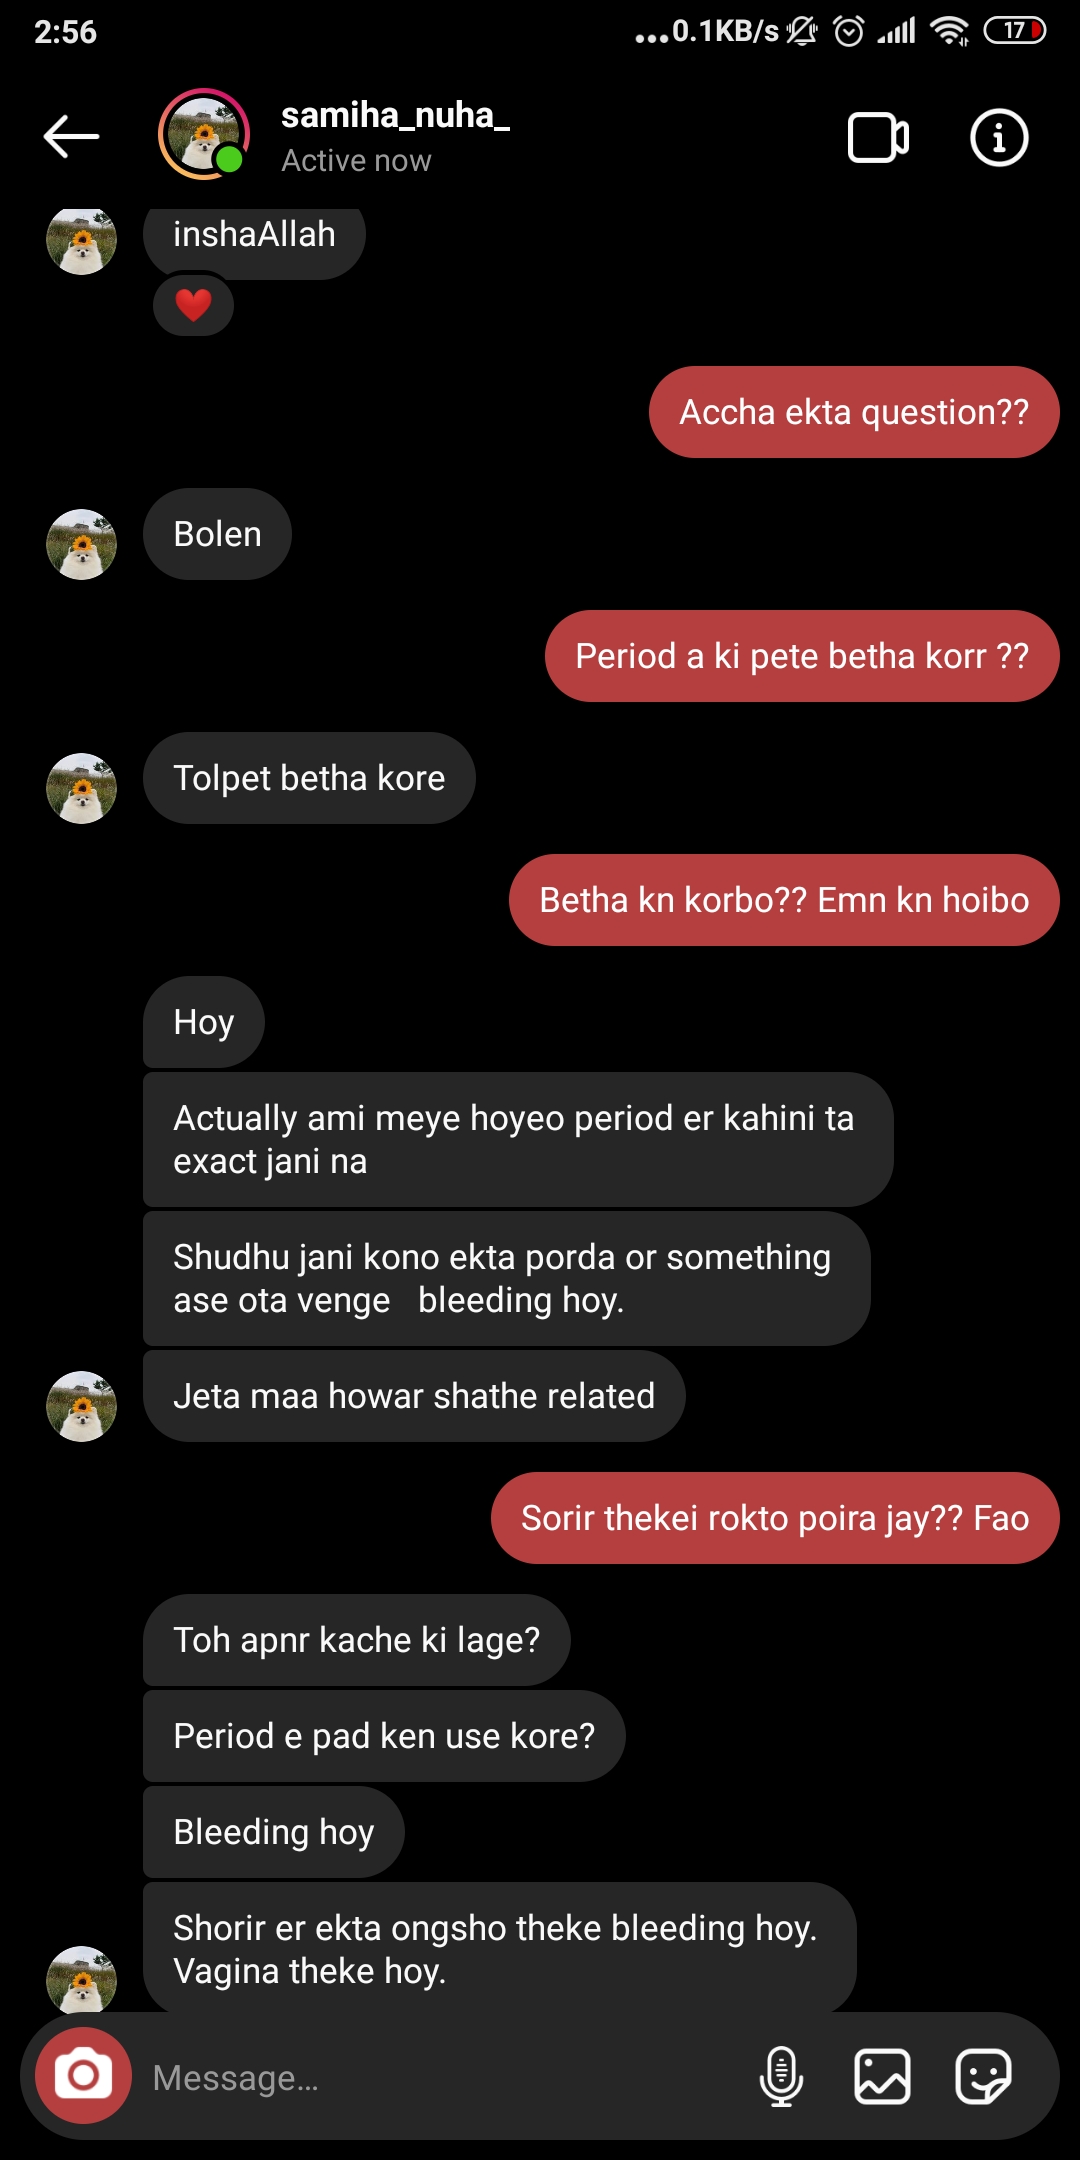 2:56
...0.1KB/s
17
samiha_nuha_
Active now
inshaAllah
❤️
Accha ekta question??
Bolen
Period a ki pete betha korr ??
Tolpet betha kore
Betha kn korbo?? Emn kn hoibo
Hoy
Actually ami meye hoyeo period er kahini ta
exact jani na
Shudhu jani kono ekta porda or something
ase ota venge   bleeding hoy.
Jeta maa howar shathe related
Sorir thekei rokto poira jay?? Fao
Toh apnr kache ki lage?
Period e pad ken use kore?
Bleeding hoy
Shorir er ekta ongsho theke bleeding hoy.
Vagina theke hoy.
Message...